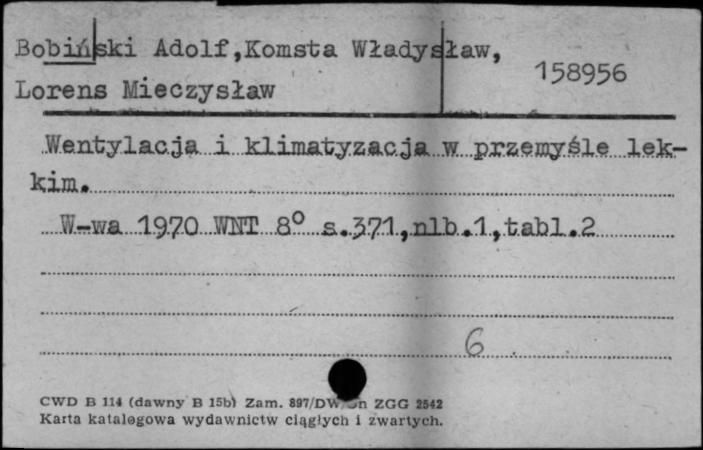 Bobiński Adolf,Komsta Władysław,
158956
Lorens Mieczysław
Wentylacja i klimatyzacja w przemyśle lek-
kim.
W-wa 1970 WNT 8° s.371,nlb.1,tabl.2
6
CWD B 114 (dawny B 15b) Zam. 897/DW ZGG 2542
Karta katalogowa wydawnictw ciągłych i zwartych.